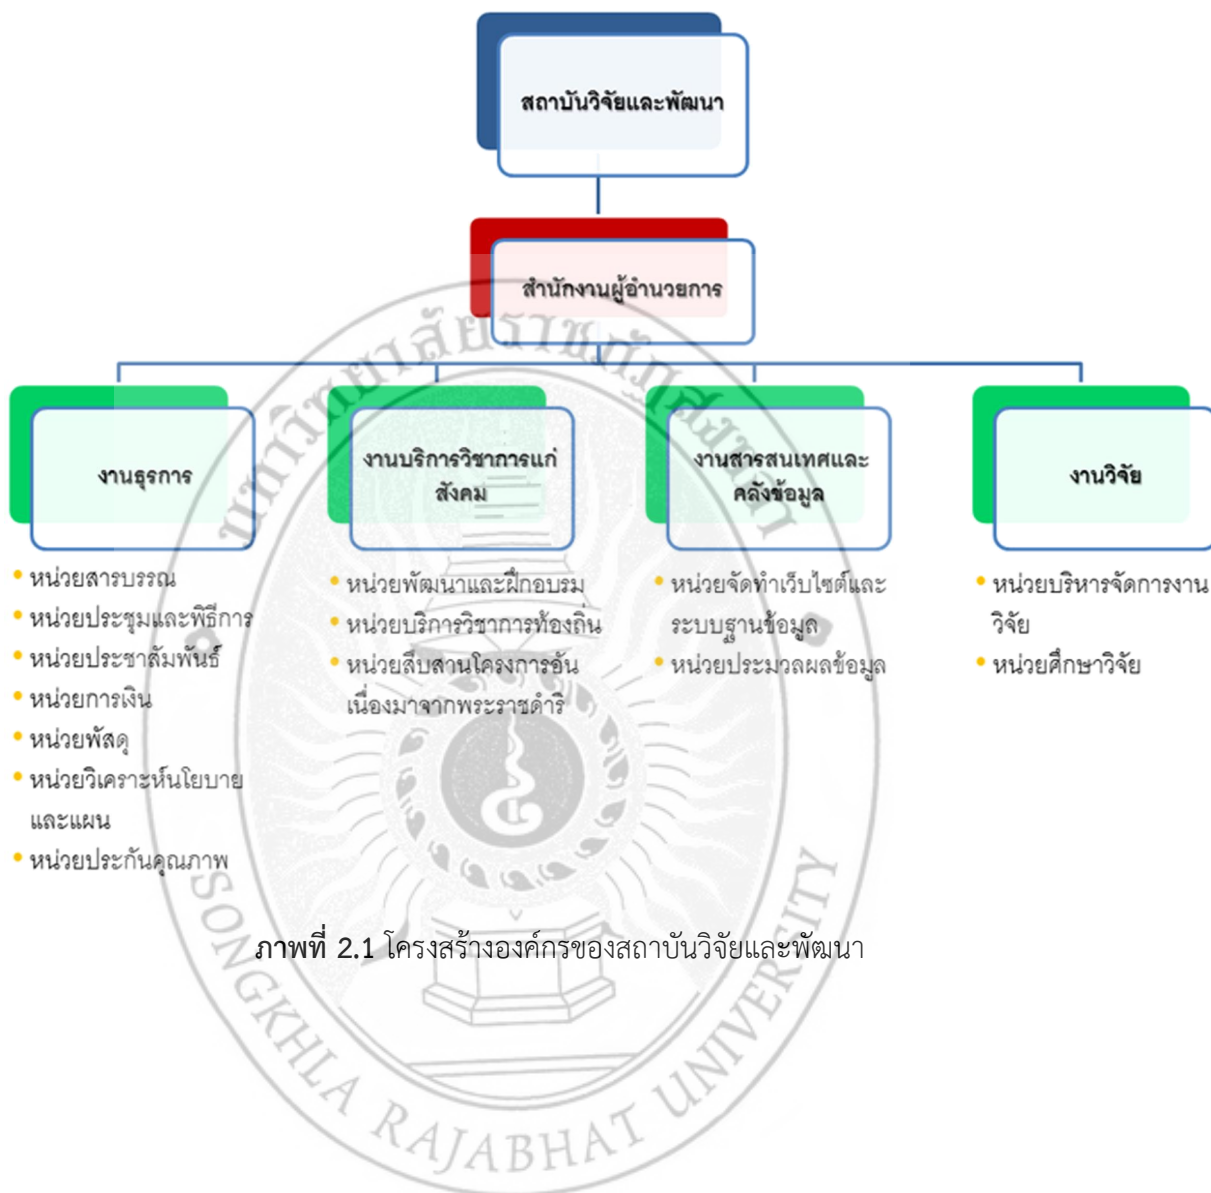 สถาบันวิจัยและพัฒนา
สำนักงานผู้อำนวยการ
งานธุรการ
• หน่วยสารบรรณ
• หน่วยประชุมและพิธีการ
• หน่วยประชาสัมพันธ์
• หน่วยการเงิน
• หน่วยพัสดุ
• หน่วยวิเคราะห์นโยบาย
และแผน
• หน่วยประกันคุณภาพ
งานบริการวิชาการแก่
สังคม
• หน่วยพัฒนาและฝึกอบรม
• หน่วยบริการวิชาการท้องถิ่น
• หน่วยสืบสานโครงการอัน
เนื่องมาจากพระราชดำริ
งานสารสนเทศและ
คลังข้อมูล
• หน่วยจัดทำเว็บไซต์และ
ระบบฐานข้อมูล
• หน่วยประมวลผลข้อมูล
งานวิจัย
• หน่วยบริหารจัดการงาน
วิจัย
• หน่วยศึกษาวิจัย
ภาพที่ 2.1 โครงสร้างองค์กรของสถาบันวิจัยและพัฒนา
มหาวิทยาลัยราชภัฏสงขลา
SONGKHLA RAJABHAT UNIVERSITY